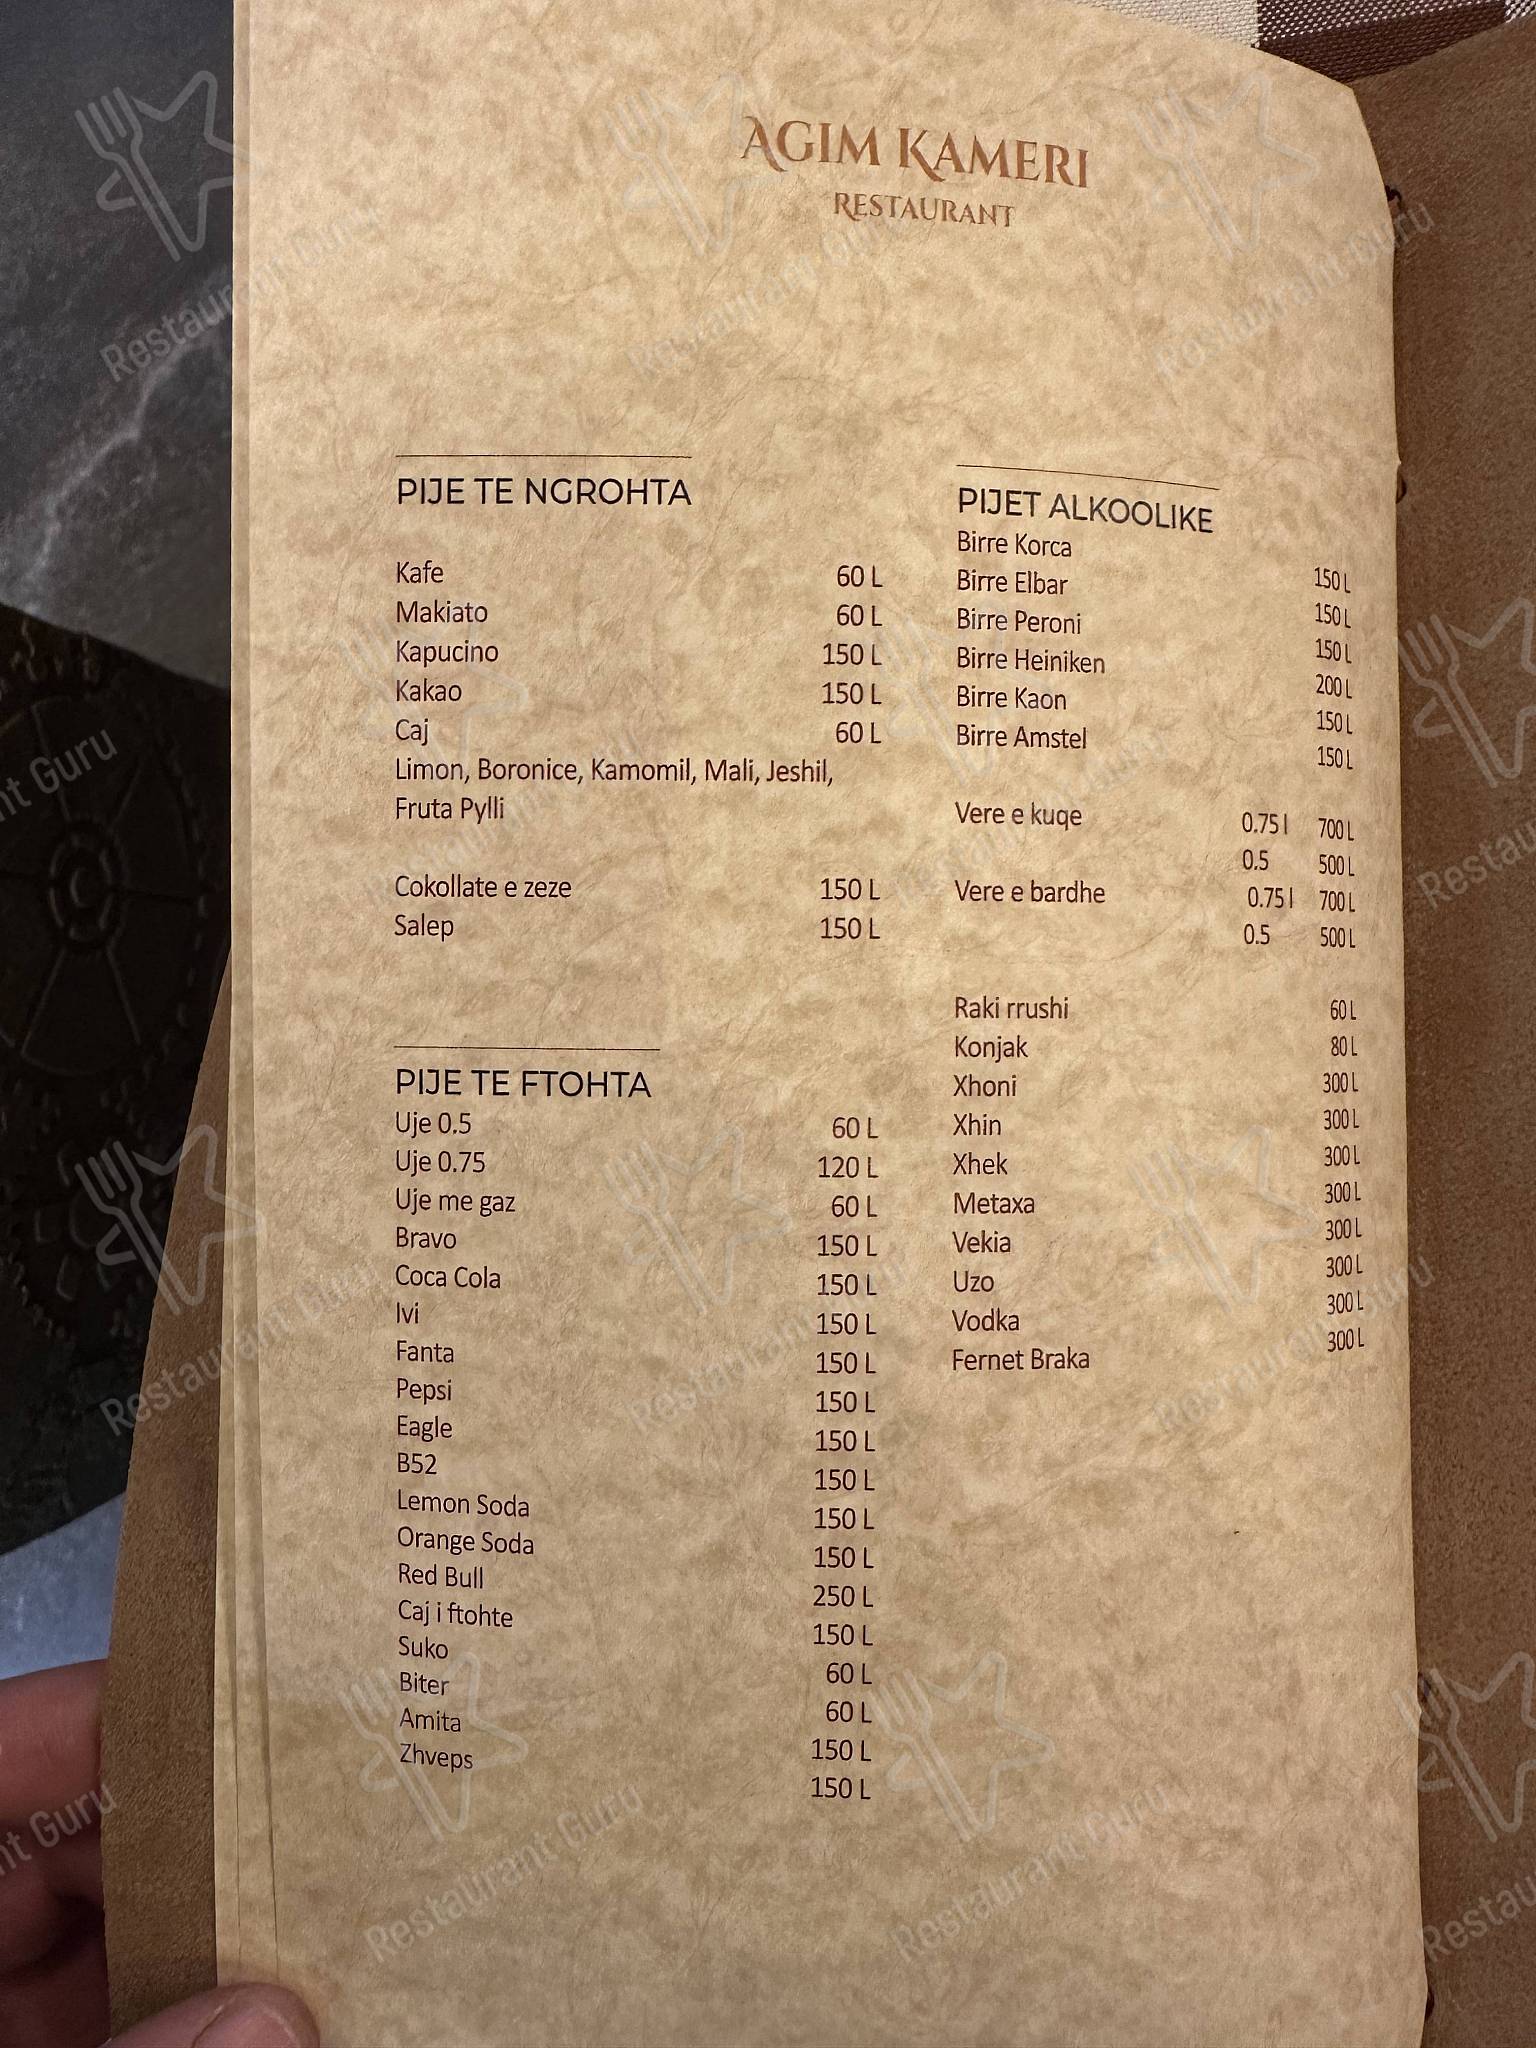 AGIM KAMERI
RESTAURANT
PIJE TE NGROHTA
Kafe 60 L
Makiato 60 L
Kapucino 150 L
Kakao 150 L
Caj 60 L
Limon, Boronice, Kamomil, Mali, Jeshil,
Fruta Pylli
Cokollate e zeze 150 L
Salep 150 L
PIJE TE FTOHTA
Uje 0.5 60 L
Uje 0.75 120 L
Uje me gaz 60 L
Bravo 150 L
Coca Cola 150 L
Ivi 150 L
Fanta 150 L
Pepsi 150 L
Eagle 150 L
B52 150 L
Lemon Soda 150 L
Orange Soda 150 L
Red Bull 250 L
Caj i ftohte 150 L
Suko 60 L
Biter 60 L
Amita 150 L
Zhveps 150 L
PIJET ALKOOLIKE
Birre Korca 150 L
Birre Elbar 150 L
Birre Peroni 150 L
Birre Heiniken 200 L
Birre Kaon 150 L
Birre Amstel 150 L
Vere e kuqe 0.75 l 700 L
0.5 500 L
Vere e bardhe 0.75 l 700 L
0.5 500 L
Raki rrushi 60 L
Konjak 80 L
Xhoni 300 L
Xhin 300 L
Xhek 300 L
Metaxa 300 L
Vekia 300 L
Uzo 300 L
Vodka 300 L
Fernet Braka 300 L
Restaurant Guru